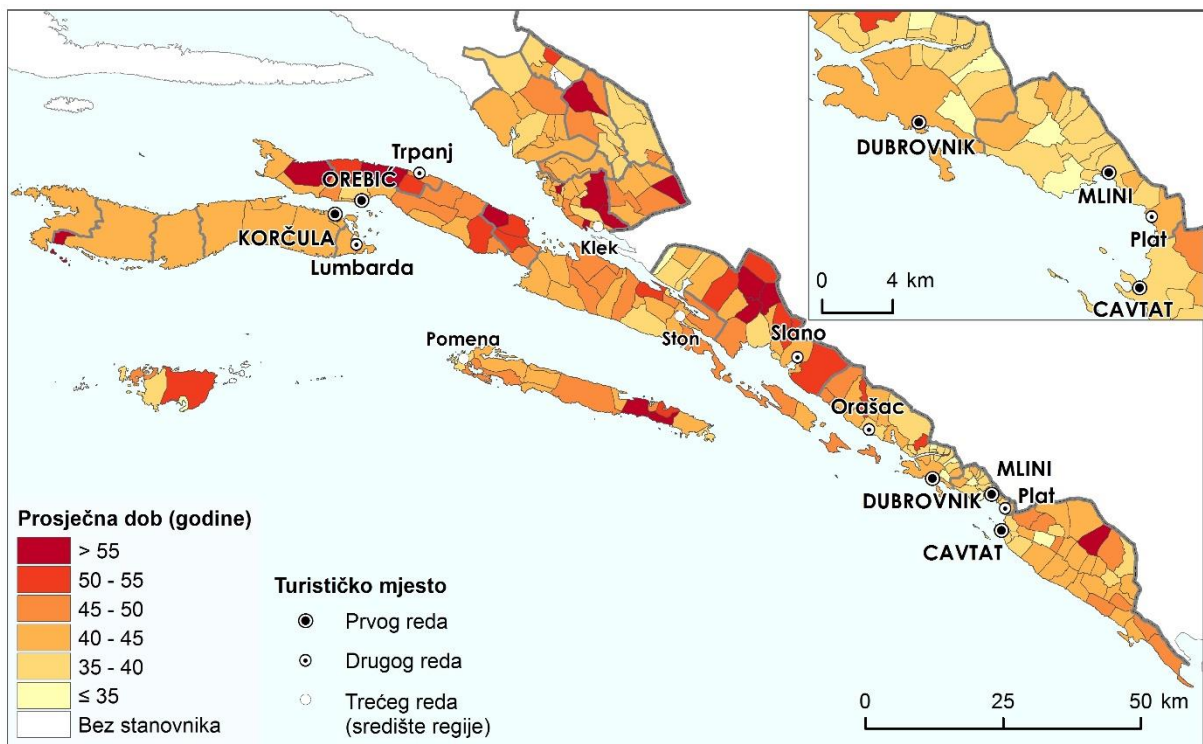 Trpanj
OREBIĆ
KORČULA
Lumbarda
Klek
Pomena
Ston
Slano
Orašac
DUBROVNIK
MLINI
Plat
CAVTAT
DUBROVNIK
MLINI
Plat
CAVTAT
0 4 km
Prosječna dob (godine)
> 55
50 - 55
45 - 50
40 - 45
35 - 40
≤ 35
Bez stanovnika
Turističko mjesto
Prvog reda
Drugog reda
Trećeg reda
(središte regije)
0 25 50 km